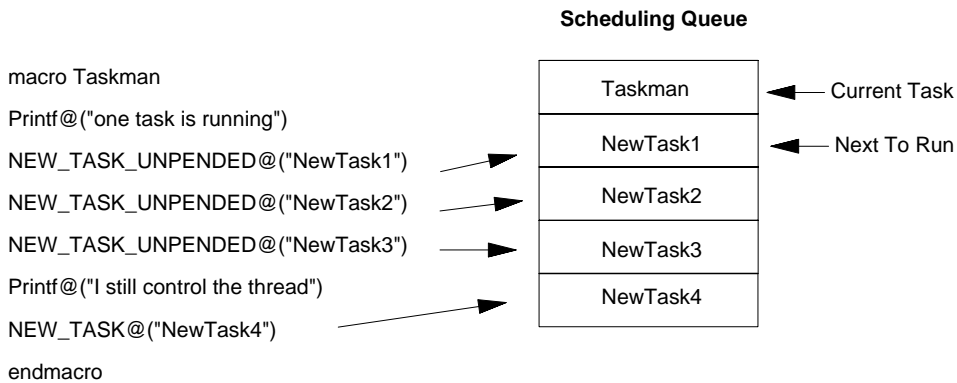 Scheduling Queue
macro Taskman
Printf@("one task is running")
NEW_TASK_UNPENDED@("NewTask1")
NEW_TASK_UNPENDED@("NewTask2")
NEW_TASK_UNPENDED@("NewTask3")
Printf@("I still control the thread")
NEW_TASK@("NewTask4")
endmacro
Taskman
NewTask1
NewTask2
NewTask3
NewTask4
Current Task
Next To Run